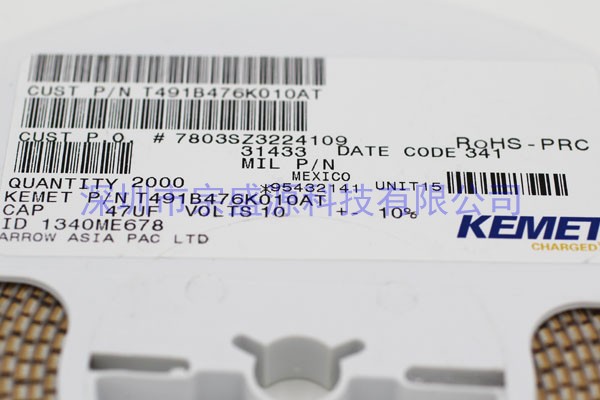 CUST P/N T491B476K010AT
CUST P O # 7803SZ3224109
RoHS-PRC
31433 DATE CODE 341
MIL P/N
MEXICO
QUANTITY 2000
*95432141 UNIT15
KEMET P/N T491B476K010AT
深圳市宝盛标科技有限公司
CAP 47UF VOLTS 10 +- 10%
KEMET
CHARGED
ID 1340ME678
ARROW ASIA PAC LTD